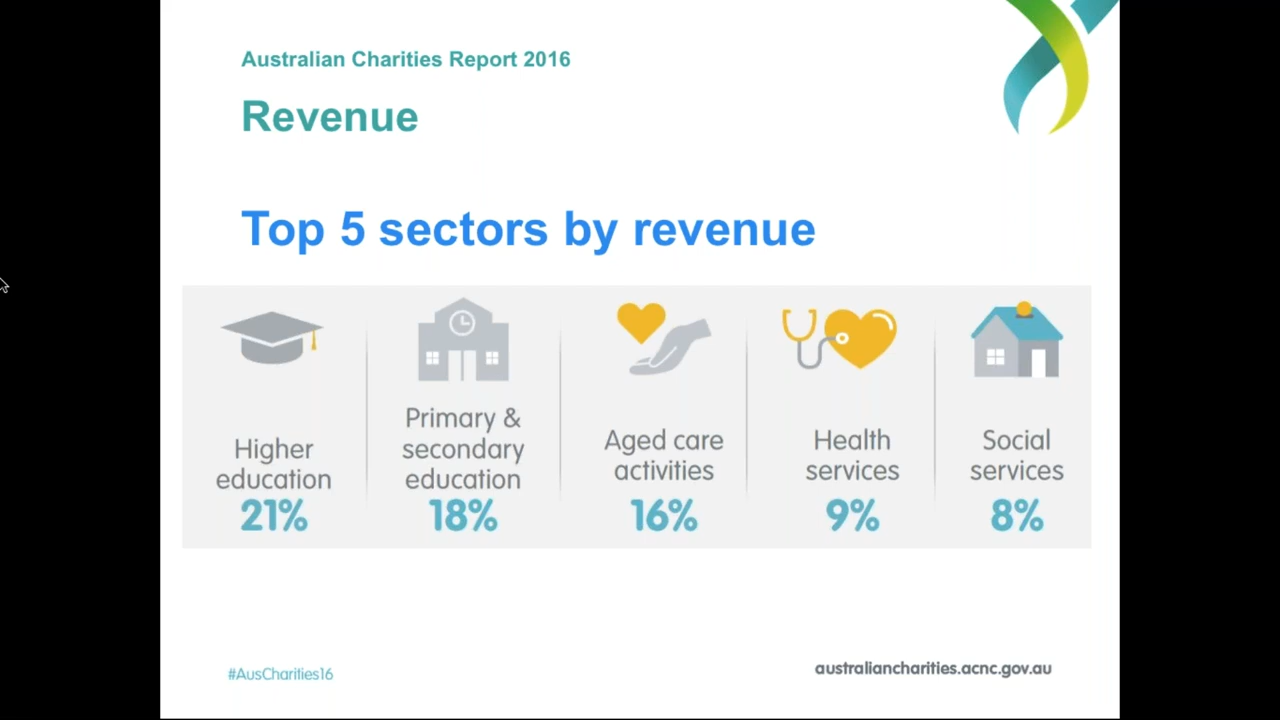 Australian Charities Report 2016
Revenue
Top 5 sectors by revenue
Higher
education
21%
Primary &
secondary
education
18%
Aged care
activities
16%
Health
services
9%
Social
services
8%
#AusCharities16
australiancharities.acnc.gov.au